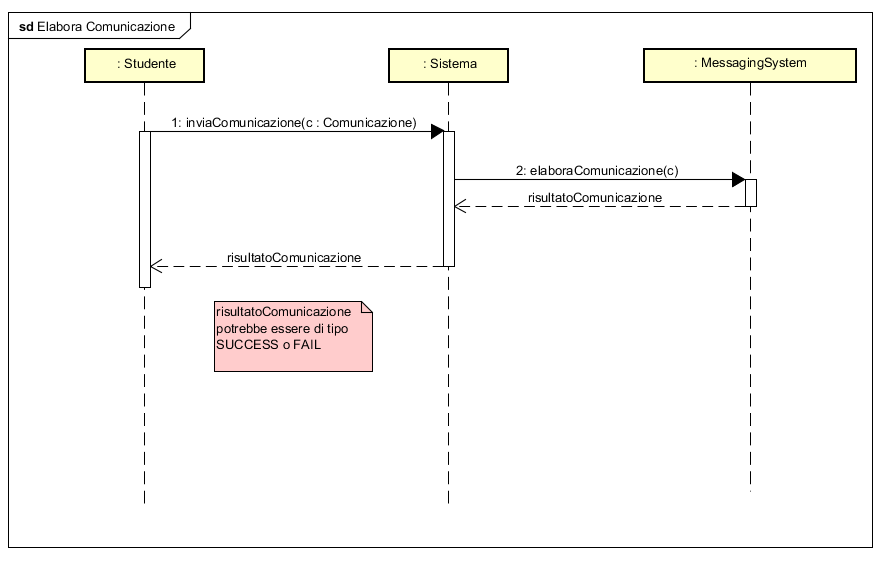 sd Elabora Comunicazione
: Studente
: Sistema
: MessagingSystem
1: inviaComunicazione(c : Comunicazione)
2: elaboraComunicazione(c)
risultatoComunicazione
risultatoComunicazione
risultatoComunicazione
potrebbe essere di tipo
SUCCESS o FAIL